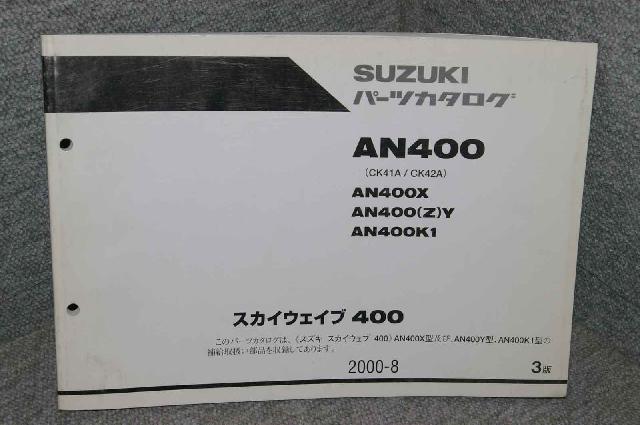 SUZUKI
パーツカタログ
AN400
(CK41A / CK42A)
AN400X
AN400(Z)Y
AN400K1
スカイウェイブ 400
このパーツカタログは、《スズキ スカイウェブ 400》AN400X型及び、AN400Y型、AN400K1型の
補給取扱い部品を収録してあります。
2000-8
3版